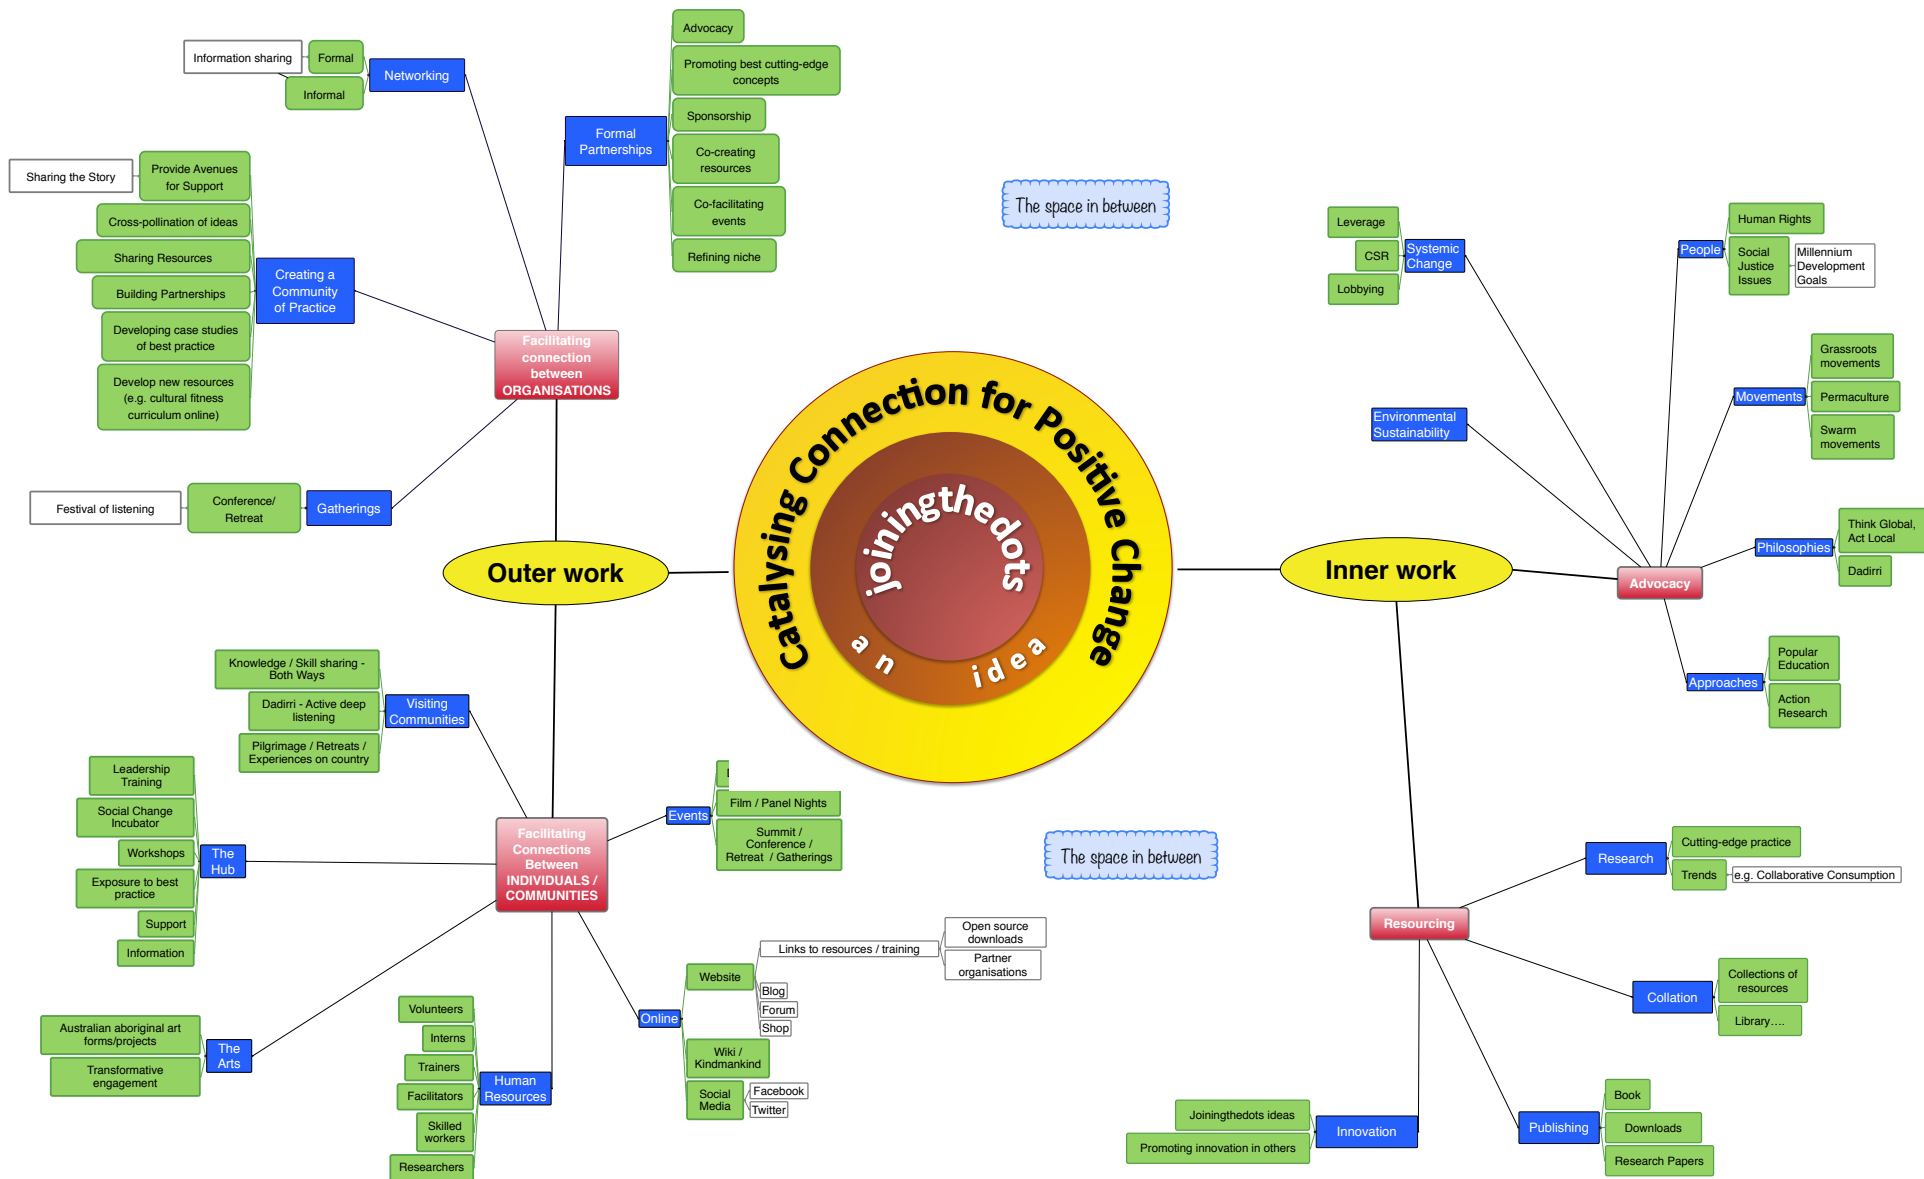 Information sharing
Formal
Informal
Networking
Formal
Partnerships
Advocacy
Promoting best cutting-edge
concepts
Sponsorship
Co-creating
resources
Co-facilitating
events
Refining niche
Sharing the Story
Provide Avenues
for Support
Cross-pollination of ideas
Sharing Resources
Building Partnerships
Developing case studies
of best practice
Develop new resources
(e.g. cultural fitness
curriculum online)
Creating a
Community
of Practice
Facilitating
connection
between
ORGANISATIONS
Festival of listening
Conference/
Retreat
Gatherings
Outer work
Catalysing Connection for Positive Change
joiningthedots
an idea
The space in between
Inner work
Leverage
CSR
Lobbying
Systemic
Change
Environmental
Sustainability
People
Human Rights
Social
Justice
Issues
Millennium
Development
Goals
Movements
Grassroots
movements
Permaculture
Swarm
movements
Philosophies
Think Global,
Act Local
Dadirri
Advocacy
Approaches
Popular
Education
Action
Research
Knowledge / Skill sharing -
Both Ways
Dadirri - Active deep
listening
Pilgrimage / Retreats /
Experiences on country
Visiting
Communities
Leadership
Training
Social Change
Incubator
Workshops
Exposure to best
practice
Support
Information
The
Hub
Facilitating
Connections
Between
INDIVIDUALS /
COMMUNITIES
Events
Film / Panel Nights
Summit /
Conference /
Retreat / Gatherings
The space in between
Australian aboriginal art
forms/projects
Transformative
engagement
The
Arts
Volunteers
Interns
Trainers
Facilitators
Skilled
workers
Researchers
Human
Resources
Online
Website
Links to resources / training
Open source
downloads
Partner
organisations
Blog
Forum
Shop
Wiki /
Kindmankind
Social
Media
Facebook
Twitter
Resourcing
Research
Cutting-edge practice
Trends
e.g. Collaborative Consumption
Collation
Collections of
resources
Library....
Publishing
Book
Downloads
Research Papers
Innovation
Joiningthedots ideas
Promoting innovation in others